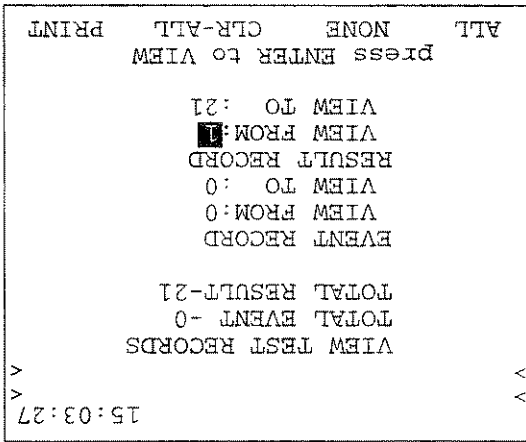 15:03:27
> <
> <
VIEW TEST RECORDS
TOTAL EVENT -0
TOTAL RESULT-21
EVENT RECORD
VIEW FROM:0
VIEW TO :0
RESULT RECORD
VIEW FROM:1
VIEW TO :21
press ENTER to VIEW
ALL NONE CLR-ALL PRINT